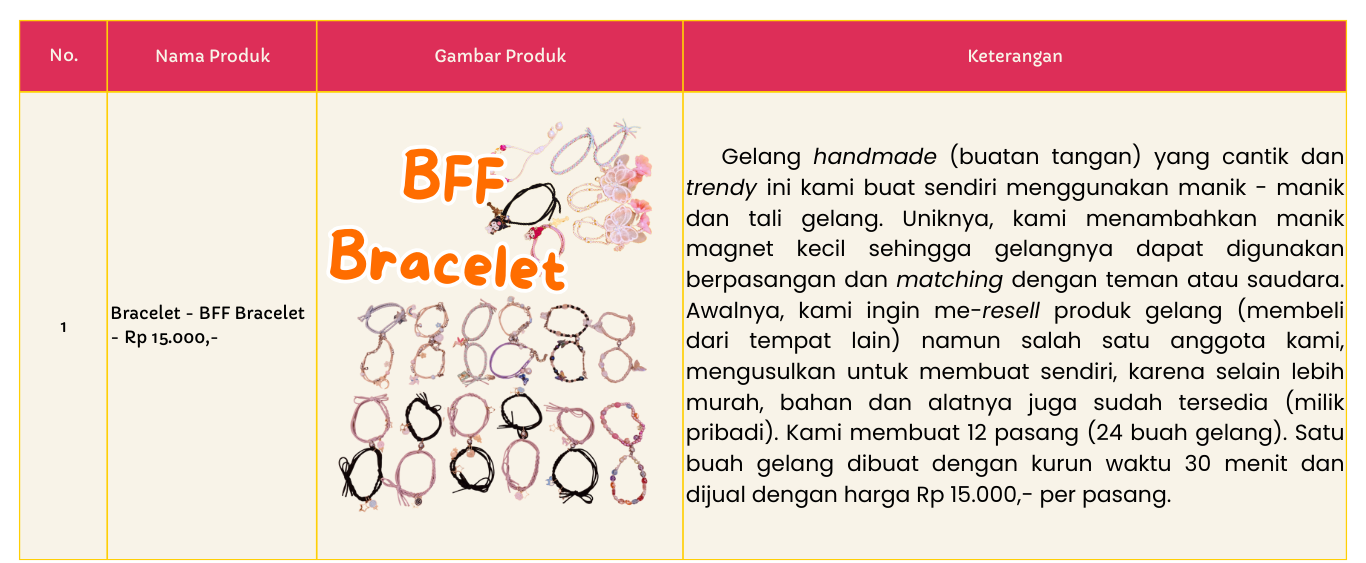 No.
Nama Produk
Gambar Produk
Keterangan
1
Bracelet - BFF Bracelet
- Rp 15.000,-
BFF
Bracelet
Gelang handmade (buatan tangan) yang cantik dan
trendy ini kami buat sendiri menggunakan manik - manik
dan tali gelang. Uniknya, kami menambahkan manik
magnet kecil sehingga gelangnya dapat digunakan
berpasangan dan matching dengan teman atau saudara.
Awalnya, kami ingin me-resell produk gelang (membeli
dari tempat lain) namun salah satu anggota kami,
mengusulkan untuk membuat sendiri, karena selain lebih
murah, bahan dan alatnya juga sudah tersedia (milik
pribadi). Kami membuat 12 pasang (24 buah gelang). Satu
buah gelang dibuat dengan kurun waktu 30 menit dan
dijual dengan harga Rp 15.000,- per pasang.